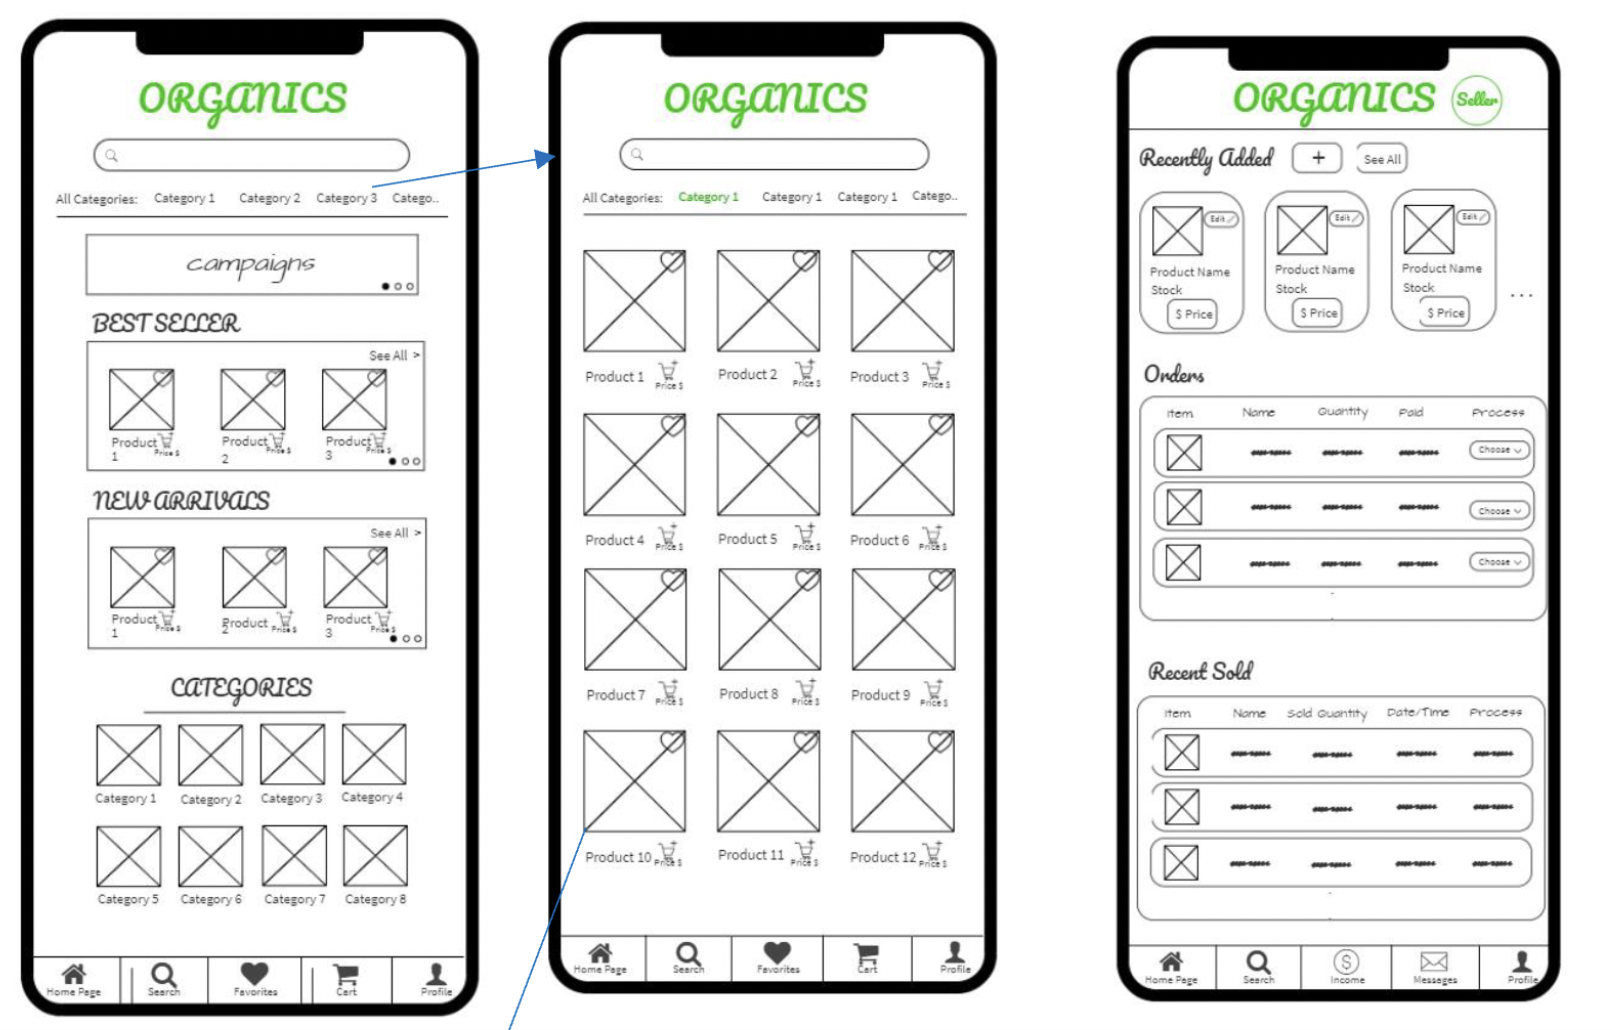 ORGANICS
All Categories: Category 1 Category 2 Category 3 Catego..
campaigns
BEST SELLER
See All >
Product 1 Price $ Product 2 Price $ Product 3 Price $
NEW ARRIVALS
See All >
Product 1 Price $ Product 2 Price $ Product 3 Price $
CATEGORIES
Category 1 Category 2 Category 3 Category 4
Category 5 Category 6 Category 7 Category 8
Home Page Search Favorites Cart Profile
ORGANICS
All Categories: Category 1 Category 1 Category 1 Catego..
Product 1 Price $ Product 2 Price $ Product 3 Price $
Product 4 Price $ Product 5 Price $ Product 6 Price $
Product 7 Price $ Product 8 Price $ Product 9 Price $
Product 10 Price $ Product 11 Price $ Product 12 Price $
Home Page Search Favorites Cart Profile
ORGANICS Seller
Recently Added + See All
Edit Edit Edit
Product Name Product Name Product Name
Stock Stock Stock ...
$ Price $ Price $ Price
Orders
Item Name Quantity Paid Process
Choose
Choose
Choose
Recent Sold
Item Name Sold Quantity Date/Time Process
Home Page Search Income Messages Profile